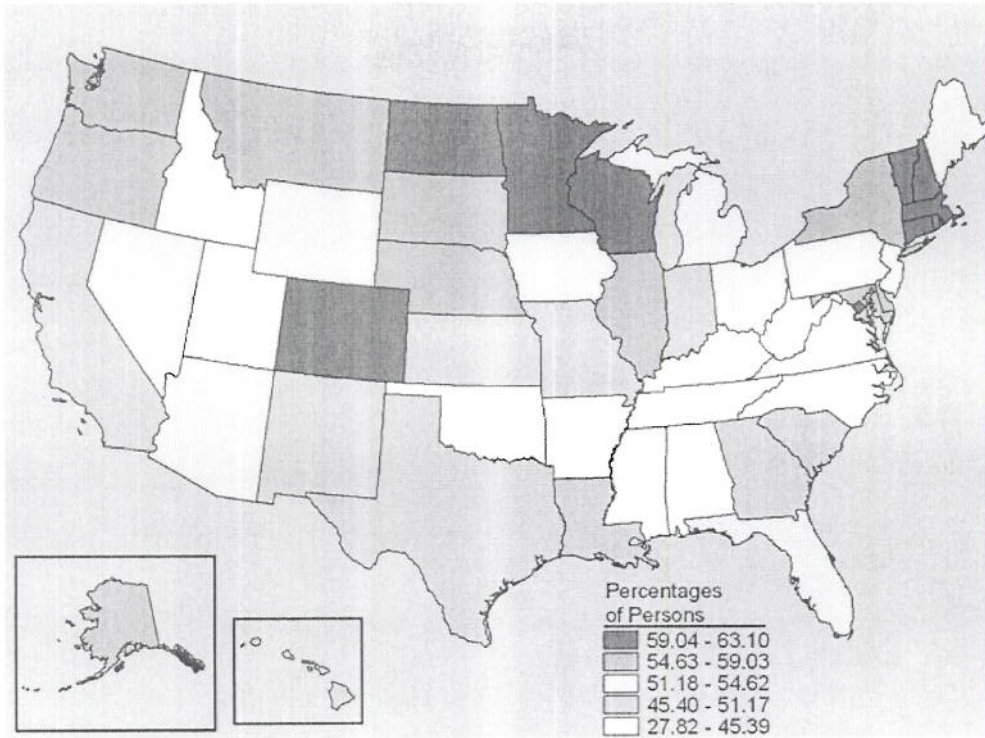 Percentages
of Persons
59.04 - 63.10
54.63 - 59.03
51.18 - 54.62
45.40 - 51.17
27.82 - 45.39